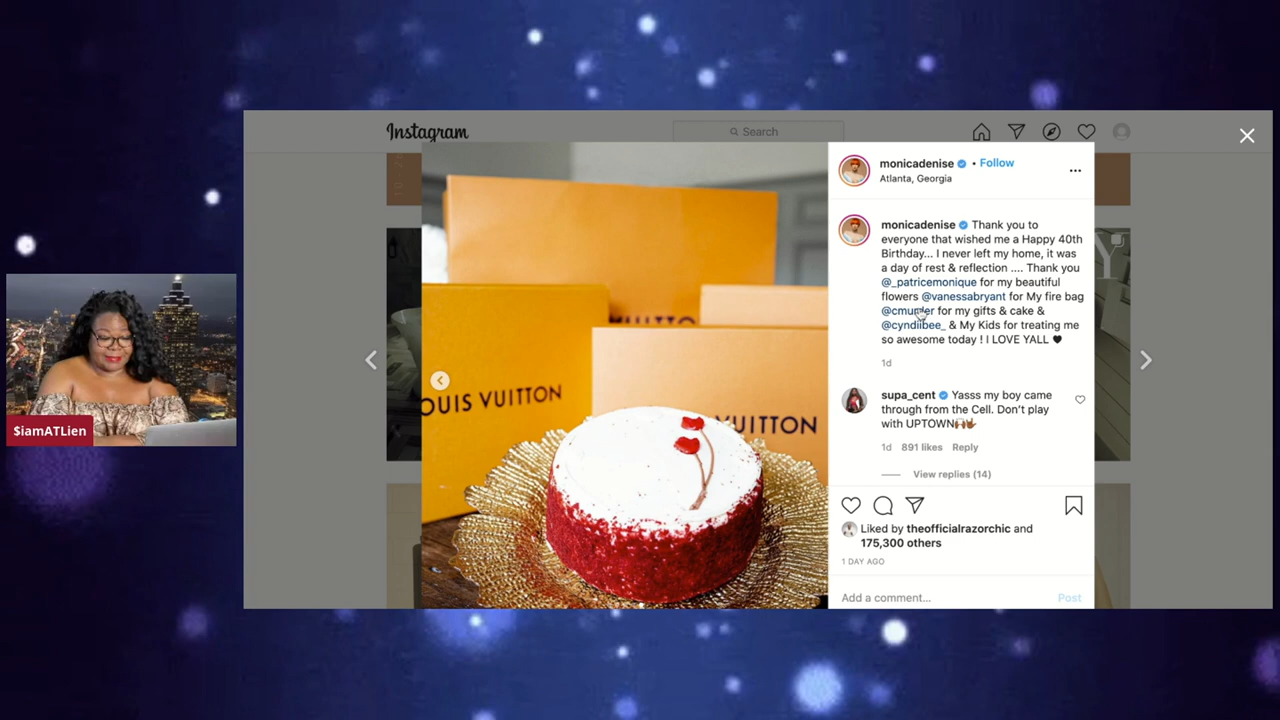 Instagram
Search
monicadenise • Follow
Atlanta, Georgia
monicadenise Thank you to
everyone that wished me a Happy 40th
Birthday... I never left my home, it was
a day of rest & reflection .... Thank you
@_patricemonique for my beautiful
flowers @vanessabryant for My fire bag
@cmurder for my gifts & cake &
@cyndiibee_ & My Kids for treating me
so awesome today ! I LOVE YALL
1d
supa_cent Yasss my boy came
through from the Cell. Don't play
with UPTOWN
1d 891 likes Reply
View replies (14)
Liked by theofficialrazorchic and
175,300 others
1 DAY AGO
Add a comment... Post
OUIS VUITTON
VUITTON
$iamATLien